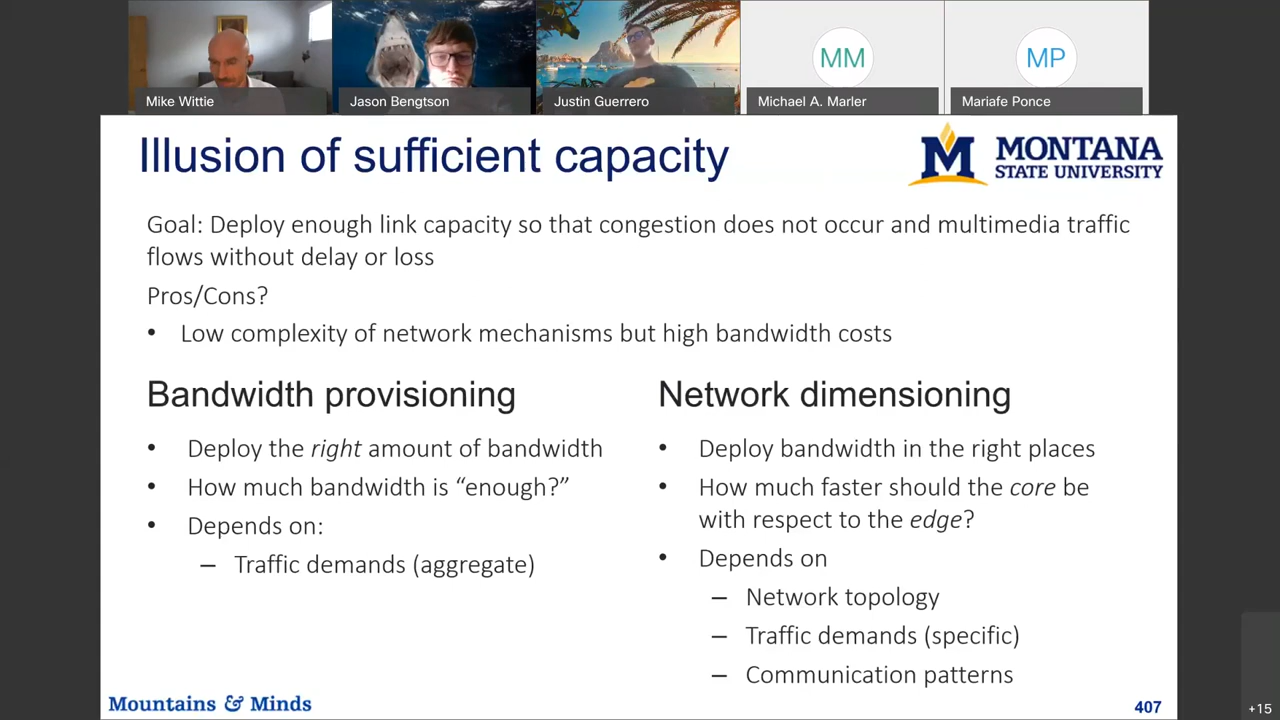 MM
MP
Mike Wittie
Jason Bengtson
Justin Guerrero
Michael A. Marler
Mariafe Ponce
Illusion of sufficient capacity
M MONTANA
STATE UNIVERSITY
Goal: Deploy enough link capacity so that congestion does not occur and multimedia traffic
flows without delay or loss
Pros/Cons?
• Low complexity of network mechanisms but high bandwidth costs
Bandwidth provisioning
• Deploy the right amount of bandwidth
• How much bandwidth is “enough?”
• Depends on:
– Traffic demands (aggregate)
Network dimensioning
• Deploy bandwidth in the right places
• How much faster should the core be
with respect to the edge?
• Depends on
– Network topology
– Traffic demands (specific)
– Communication patterns
Mountains & Minds
407
+15